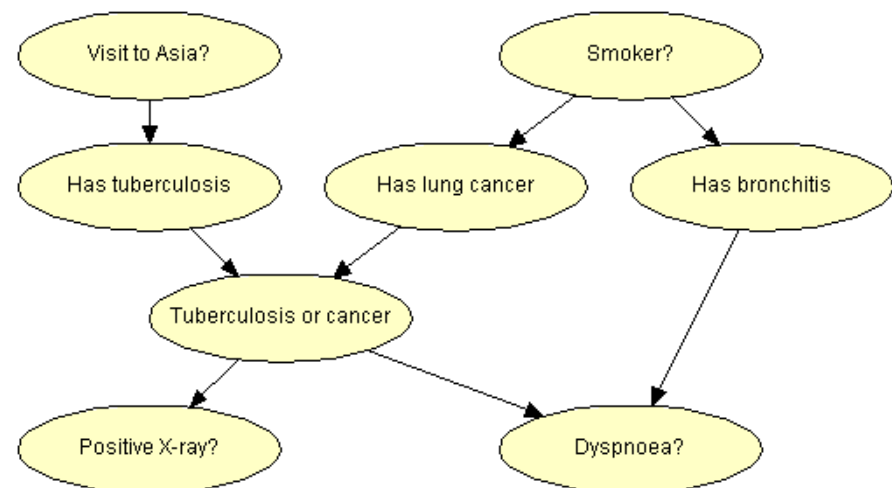 Visit to Asia?
Smoker?
Has tuberculosis
Has lung cancer
Has bronchitis
Tuberculosis or cancer
Positive X-ray?
Dyspnoea?